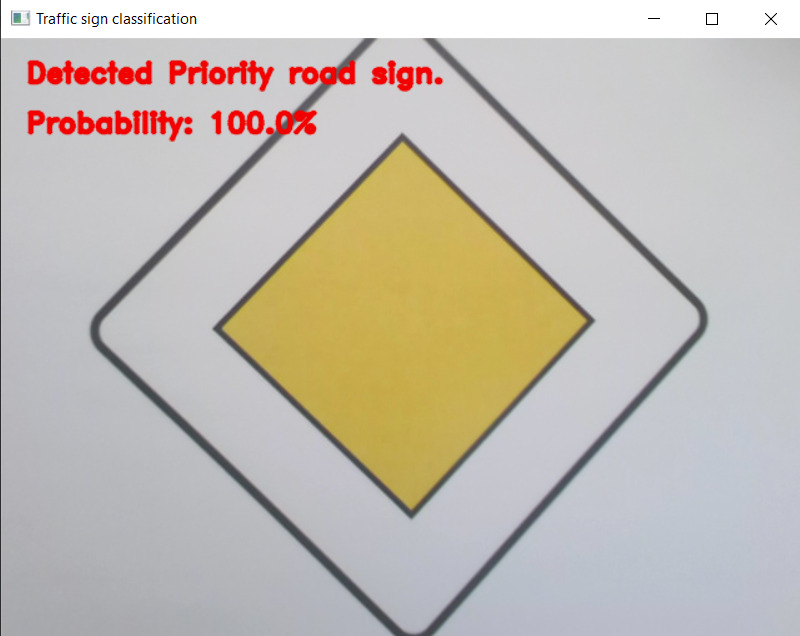 Traffic sign classification
Detected Priority road sign.
Probability: 100.0%